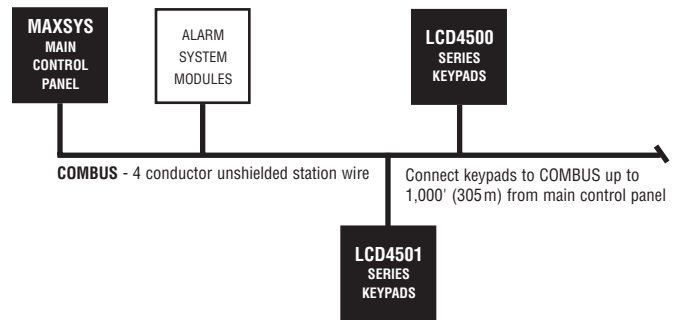 MAXSYS
MAIN
CONTROL
PANEL
ALARM
SYSTEM
MODULES
LCD4500
SERIES
KEYPADS
COMBUS - 4 conductor unshielded station wire
Connect keypads to COMBUS up to
1,000' (305m) from main control panel
LCD4501
SERIES
KEYPADS